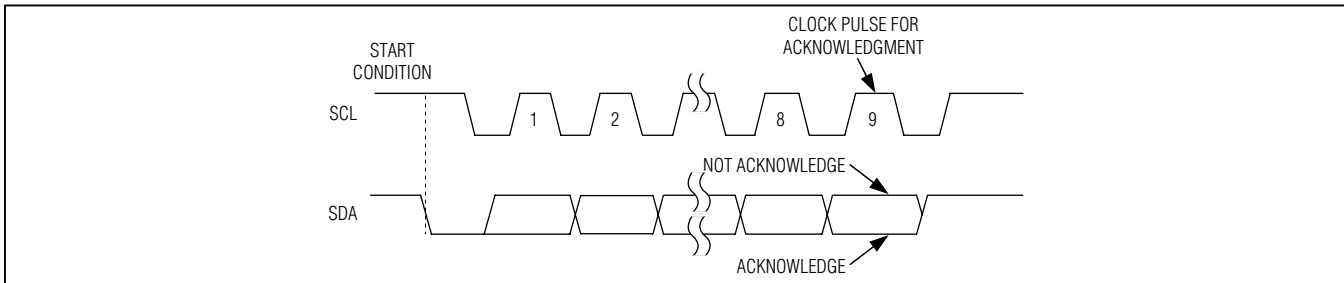 CLOCK PULSE FOR
ACKNOWLEDGMENT
START
CONDITION
SCL
1 2 8 9
NOT ACKNOWLEDGE
SDA
ACKNOWLEDGE